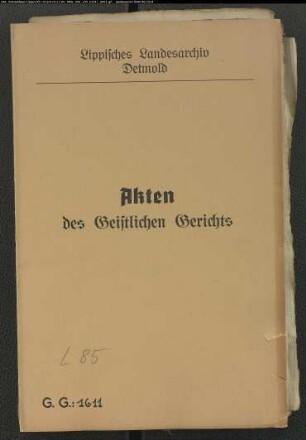 Lippisches Landesarchiv
Detmold
Akten
des Geistlichen Gerichts
L 85
G. G.: 1611